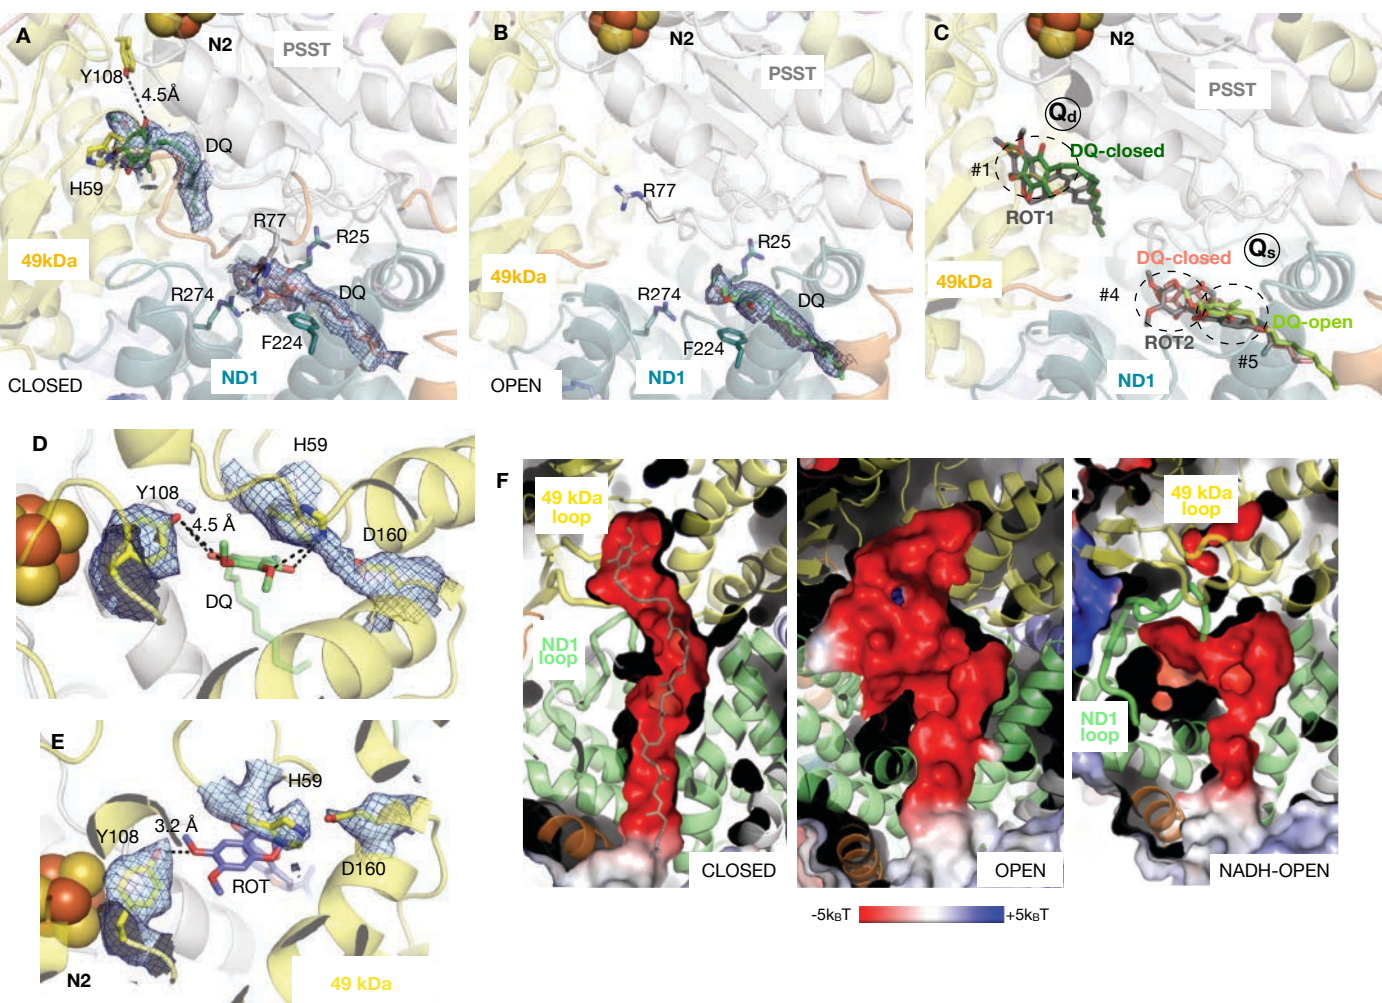 A
N2
PSST
Y108
4.5Å
DQ
H59
R77
R25
49kDa
R274
DQ
F224
ND1
CLOSED
B
N2
PSST
R77
R25
49kDa
R274
DQ
F224
ND1
OPEN
C
N2
PSST
Qd
#1
DQ-closed
ROT1
Qs
DQ-closed
49kDa
#4
DQ-open
ROT2
#5
ND1
D
H59
Y108
4.5 Å
D160
DQ
E
H59
3.2 Å
Y108
ROT
D160
N2
49 kDa
F
49 kDa
loop
ND1
loop
CLOSED
OPEN
49 kDa
loop
ND1
loop
NADH-OPEN
-5kBT
+5kBT